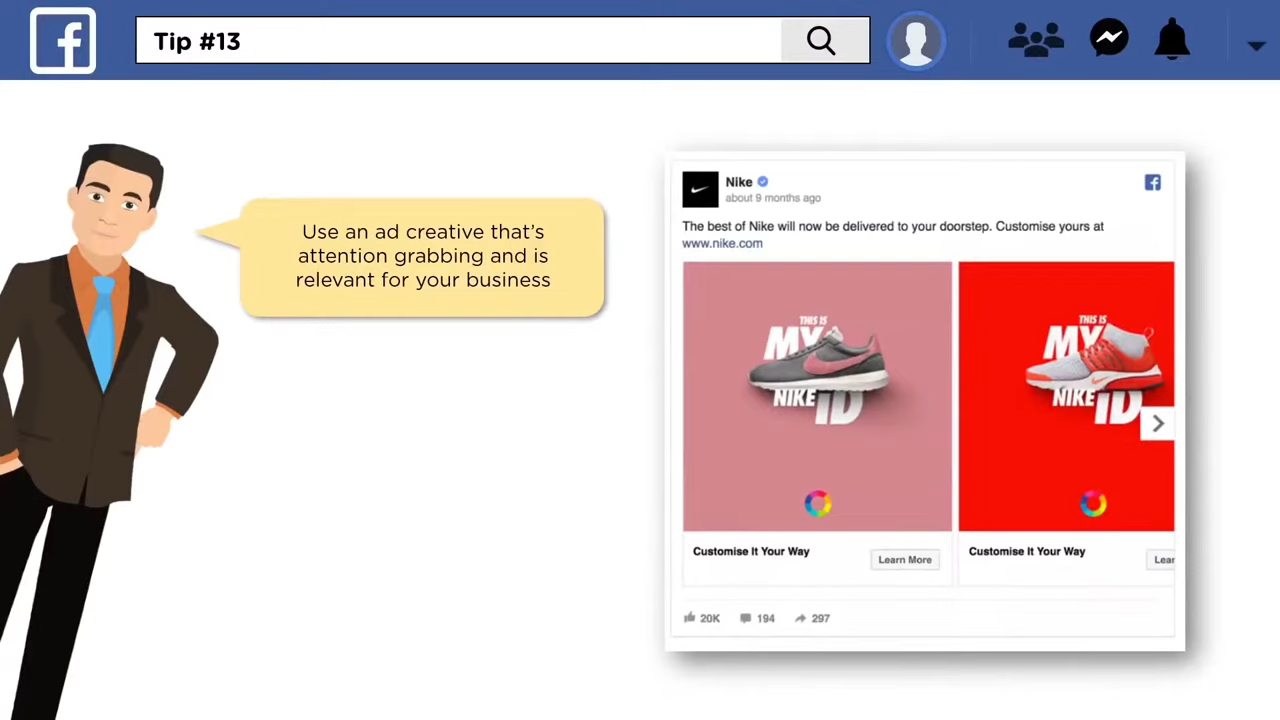 Tip #13
Use an ad creative that's
attention grabbing and is
relevant for your business
Nike
about 9 months ago
The best of Nike will now be delivered to your doorstep. Customise yours at
www.nike.com
THIS IS
MY
NIKE iD
THIS IS
MY
NIKE iD
Customise It Your Way
Learn More
Customise It Your Way
Lear
20K
194
297